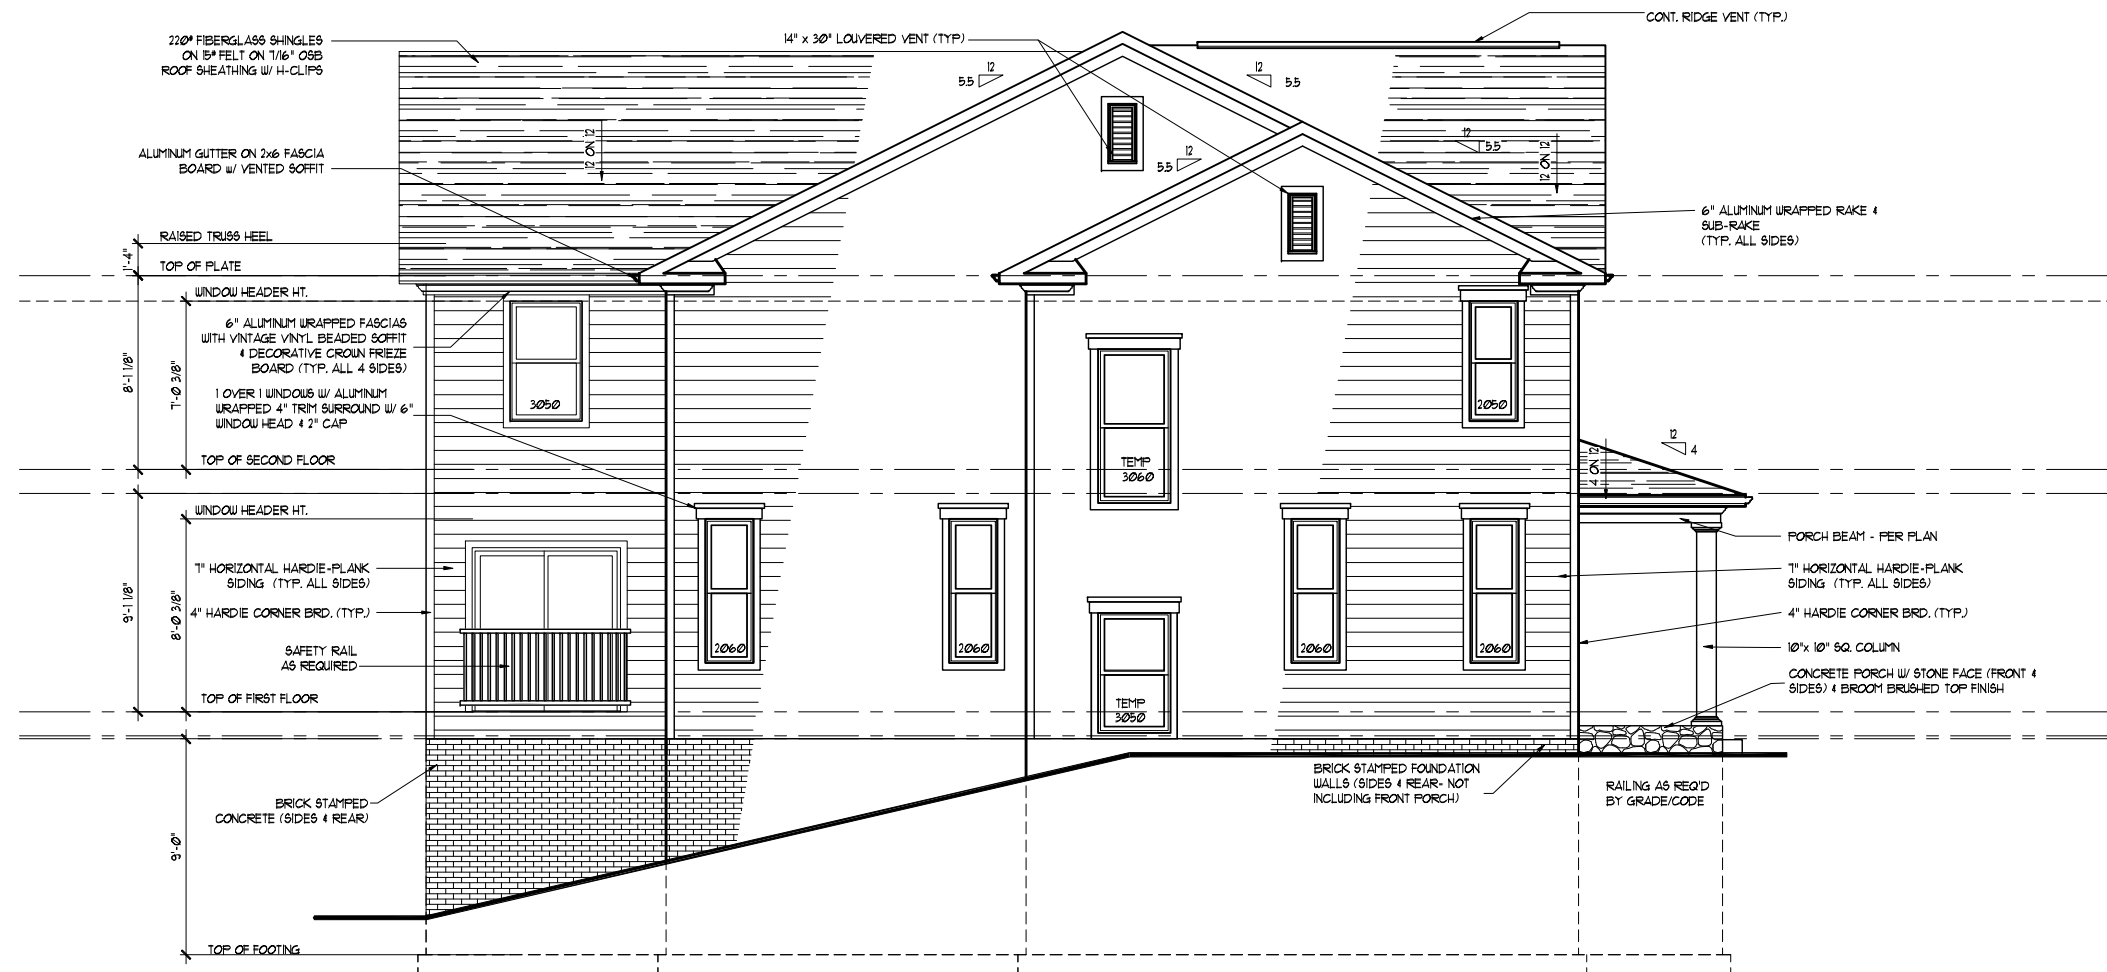 CONT. RIDGE VENT (TYP.)
220# FIBERGLASS SHINGLES
ON 15# FELT ON 7/16" OSB
ROOF SHEATHING W/ H-CLIPS
14" x 30" LOUVERED VENT (TYP)
12
5.5
12
5.5
12 ON 12
12
5.5
12
5.5
12 ON 12
ALUMINUM GUTTER ON 2x6 FASCIA
BOARD w/ VENTED SOFFIT
6" ALUMINUM WRAPPED RAKE &
SUB-RAKE
(TYP. ALL SIDES)
RAISED TRUSS HEEL
1'-4"
TOP OF PLATE
WINDOW HEADER HT.
6" ALUMINUM WRAPPED FASCIAS
WITH VINTAGE VINYL BEADED SOFFIT
& DECORATIVE CROWN FRIEZE
BOARD (TYP. ALL 4 SIDES)
8'-1 1/8"
7'-0 3/8"
1 OVER 1 WINDOWS W/ ALUMINUM
WRAPPED 4" TRIM SURROUND W/ 6"
WINDOW HEAD & 2" CAP
3050
2050
TEMP
3060
TOP OF SECOND FLOOR
12
4
4 ON 12
WINDOW HEADER HT.
PORCH BEAM - PER PLAN
7" HORIZONTAL HARDIE-PLANK
SIDING (TYP. ALL SIDES)
7" HORIZONTAL HARDIE-PLANK
SIDING (TYP. ALL SIDES)
9'-1 1/8"
8'-0 3/8"
4" HARDIE CORNER BRD. (TYP.)
4" HARDIE CORNER BRD. (TYP.)
SAFETY RAIL
AS REQUIRED
2060
2060
2060
2060
10"x 10" SQ. COLUMN
CONCRETE PORCH W/ STONE FACE (FRONT &
SIDES) & BROOM BRUSHED TOP FINISH
TOP OF FIRST FLOOR
TEMP
3050
BRICK STAMPED FOUNDATION
WALLS (SIDES & REAR- NOT
INCLUDING FRONT PORCH)
RAILING AS REQ'D
BY GRADE/CODE
BRICK STAMPED
CONCRETE (SIDES & REAR)
9'-0"
TOP OF FOOTING